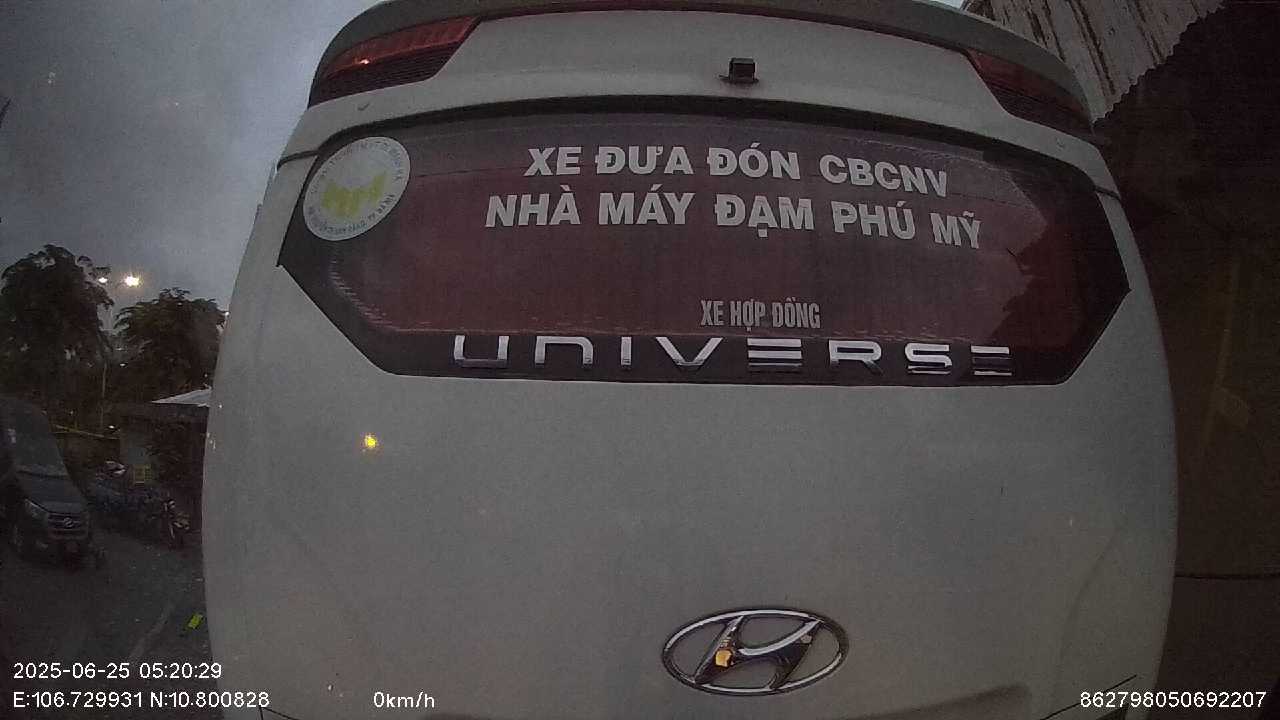 XE ĐƯA ĐÓN CBCNV
NHÀ MÁY ĐẠM PHÚ MỸ
XE HỢP ĐỒNG
UNIVERSE
2025-06-25 05:20:29
E:106.729931 N:10.800828
0km/h
862798050692207